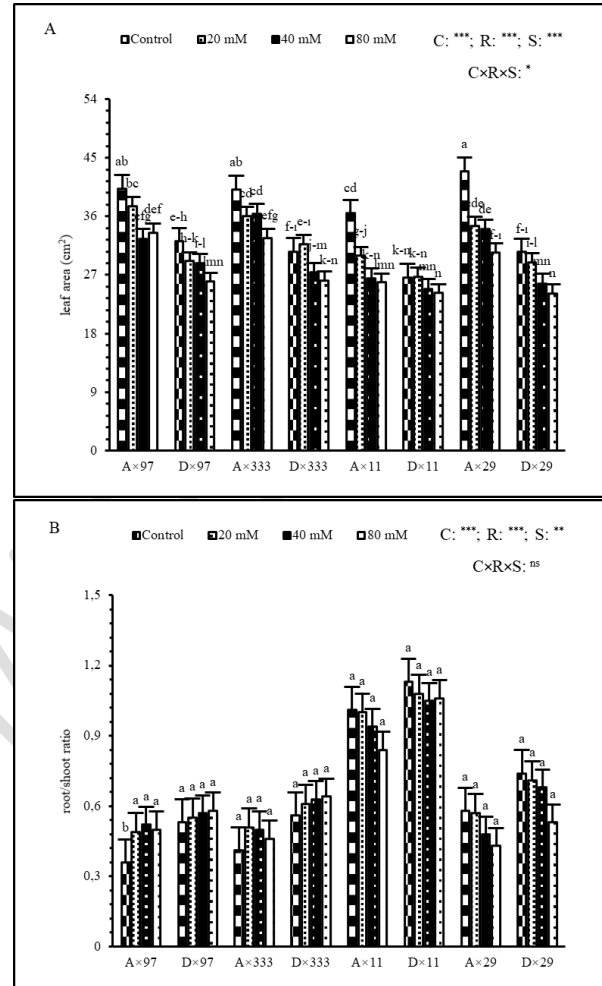 A
Control 20 mM 40 mM 80 mM
C: ***; R: ***; S: ***
C×R×S: *
54
45
36
27
18
9
0
leaf area (cm²)
ab bc efg def e-h h-k i-l mn ab cd cd efg f-ı e-ı j-m k-n cd g-j k-n mn k-n k-n mn n a cde de f-ı f-ı i-l mn n
A×97 D×97 A×333 D×333 A×11 D×11 A×29 D×29
B
Control 20 mM 40 mM 80 mM
C: ***; R: ***; S: **
C×R×S: ns
1,5
1,2
0,9
0,6
0,3
0
root/shoot ratio
b a a a a a a a a a a a a a a a a a a a a a a a a a a a a a a a
A×97 D×97 A×333 D×333 A×11 D×11 A×29 D×29